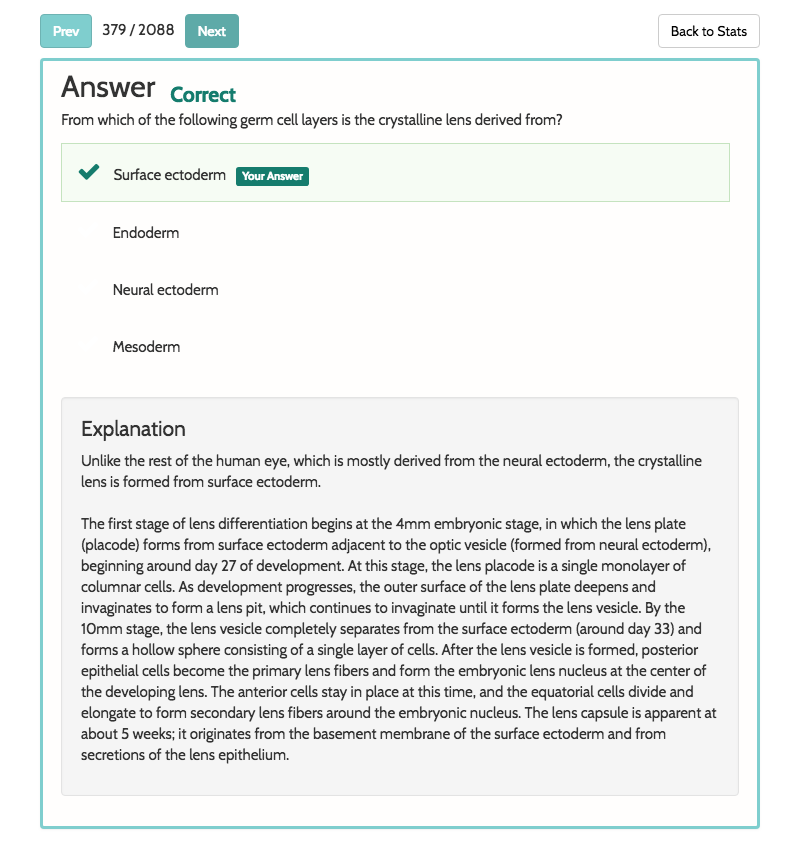 Prev 379 / 2088 Next Back to Stats
Answer Correct
From which of the following germ cell layers is the crystalline lens derived from?
Surface ectoderm Your Answer
Endoderm
Neural ectoderm
Mesoderm
Explanation
Unlike the rest of the human eye, which is mostly derived from the neural ectoderm, the crystalline
lens is formed from surface ectoderm.
The first stage of lens differentiation begins at the 4mm embryonic stage, in which the lens plate
(placode) forms from surface ectoderm adjacent to the optic vesicle (formed from neural ectoderm),
beginning around day 27 of development. At this stage, the lens placode is a single monolayer of
columnar cells. As development progresses, the outer surface of the lens plate deepens and
invaginates to form a lens pit, which continues to invaginate until it forms the lens vesicle. By the
10mm stage, the lens vesicle completely separates from the surface ectoderm (around day 33) and
forms a hollow sphere consisting of a single layer of cells. After the lens vesicle is formed, posterior
epithelial cells become the primary lens fibers and form the embryonic lens nucleus at the center of
the developing lens. The anterior cells stay in place at this time, and the equatorial cells divide and
elongate to form secondary lens fibers around the embryonic nucleus. The lens capsule is apparent at
about 5 weeks; it originates from the basement membrane of the surface ectoderm and from
secretions of the lens epithelium.